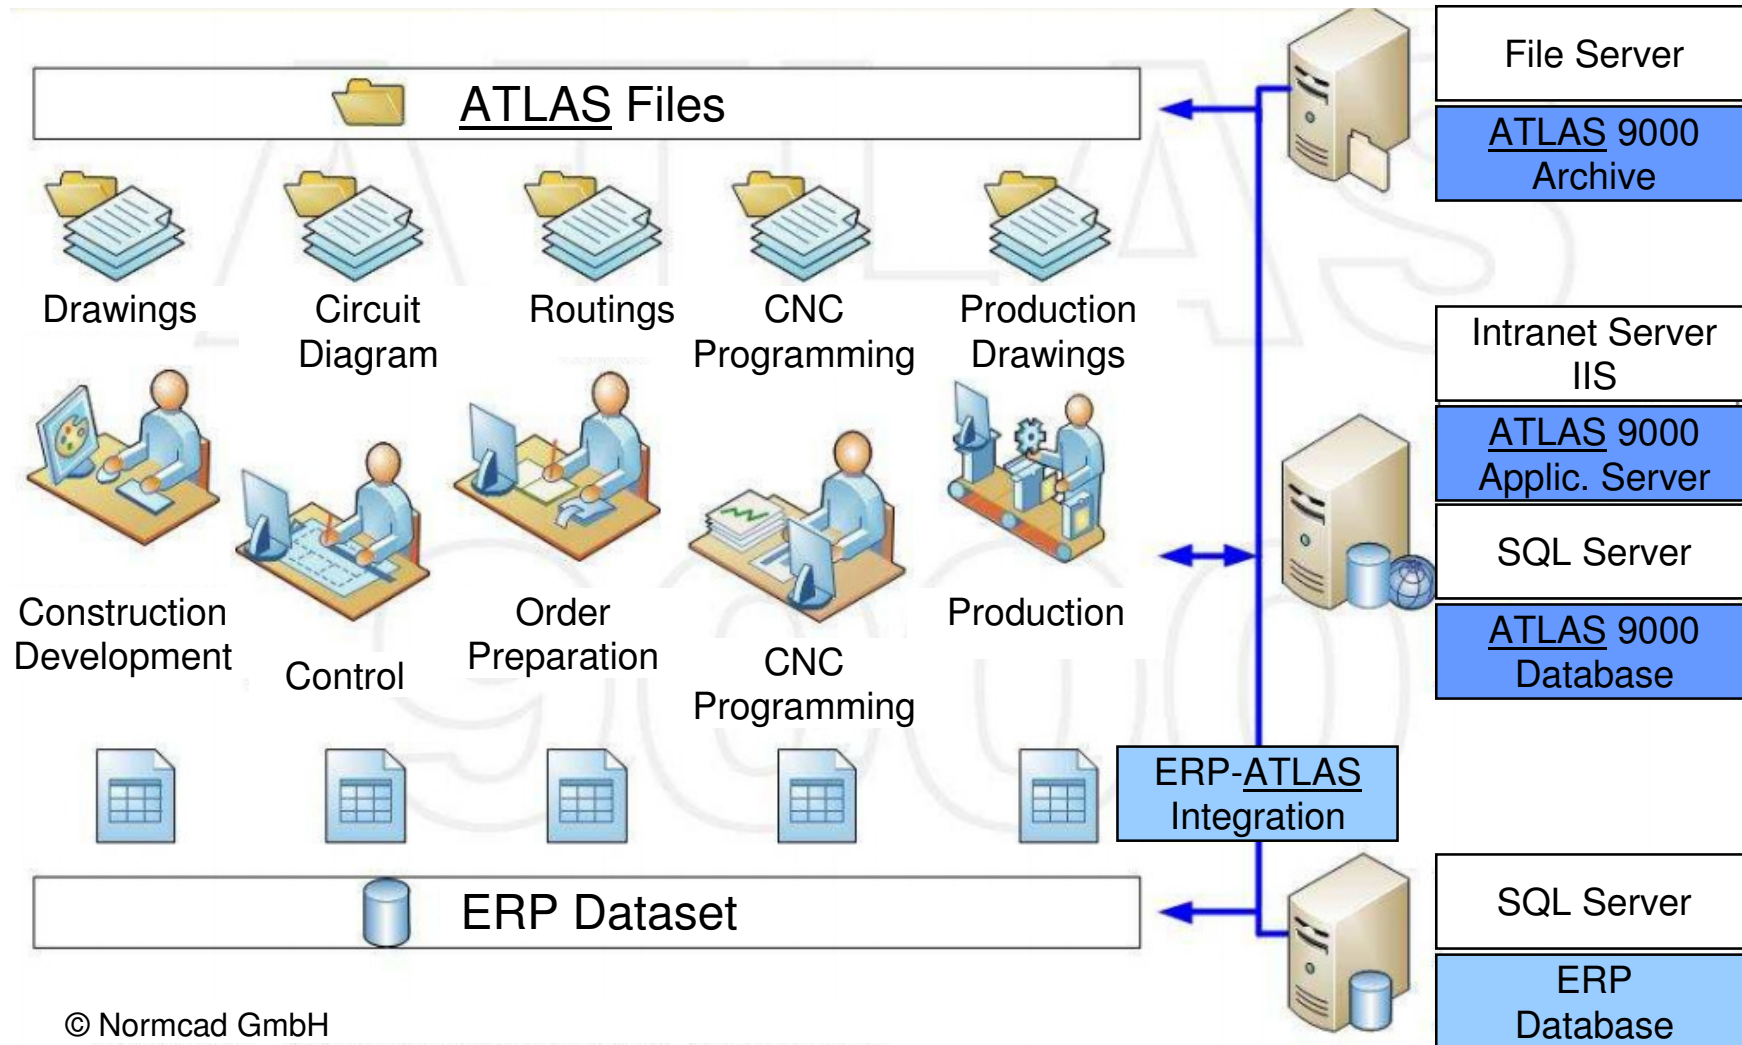 ATLAS Files
File Server
ATLAS 9000
Archive
Drawings
Circuit
Diagram
Routings
CNC
Programming
Production
Drawings
Intranet Server
IIS
ATLAS 9000
Applic. Server
SQL Server
ATLAS 9000
Database
Construction
Development
Control
Order
Preparation
CNC
Programming
Production
ERP-ATLAS
Integration
ERP Dataset
SQL Server
ERP
Database
© Normcad GmbH
ATLAS
9000